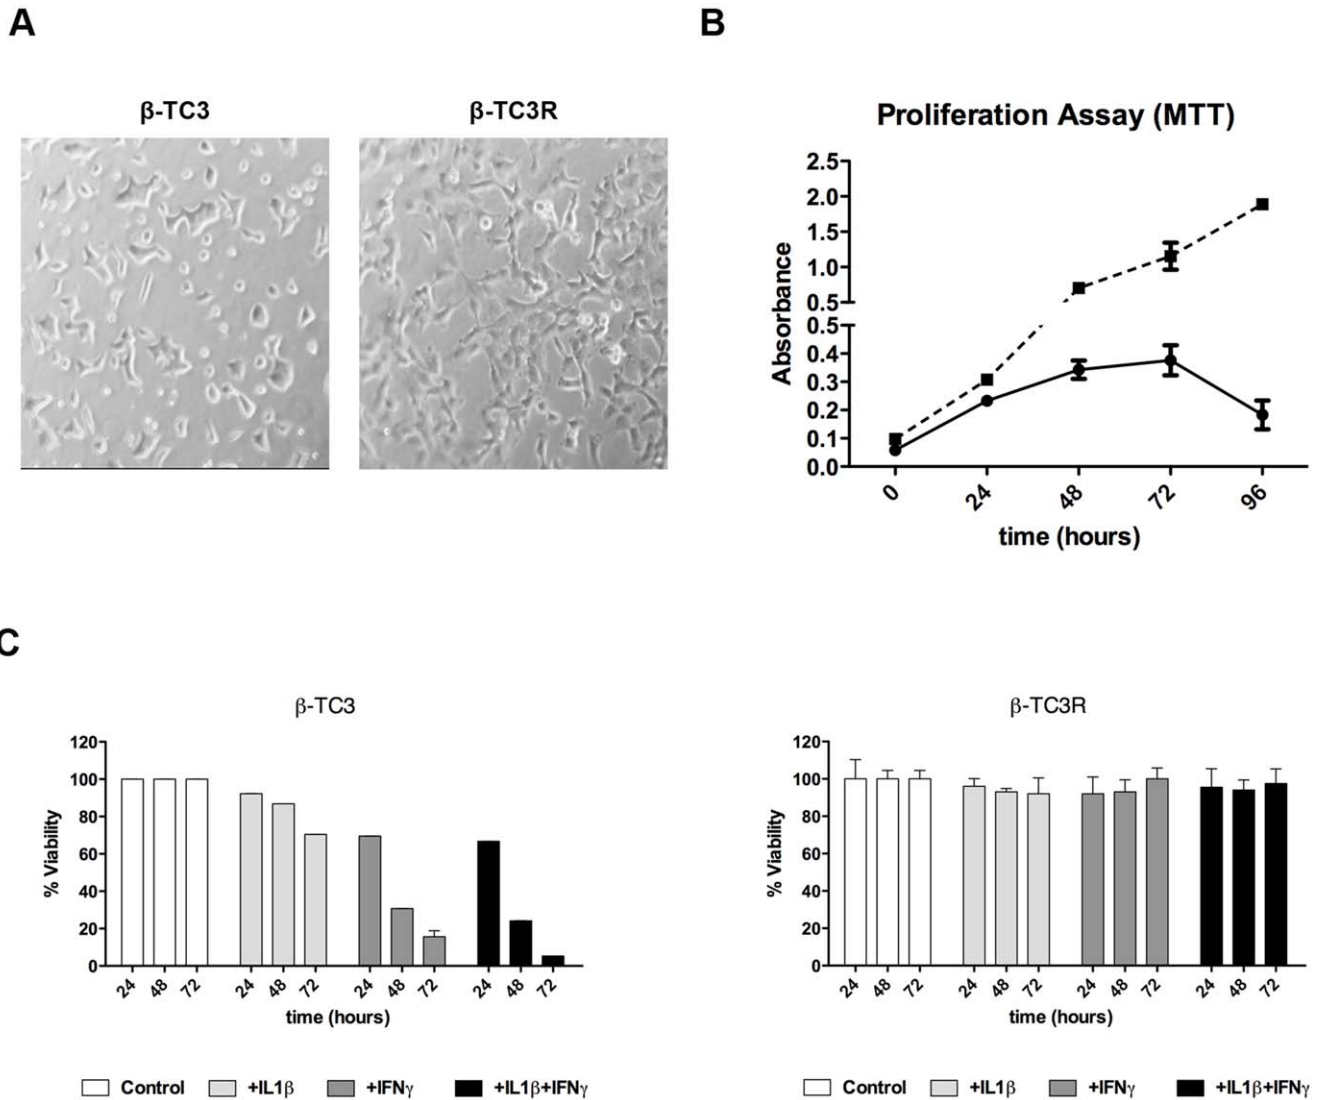 A
B
β-TC3
β-TC3R
Proliferation Assay (MTT)
2.5
2.0
1.5
1.0
0.5
0.5
0.4
0.3
0.2
0.1
0.0
Absorbance
0 24 48 72 96
time (hours)
C
β-TC3
120
100
80
60
40
20
0
% Viability
24 48 72 24 48 72 24 48 72 24 48 72
time (hours)
Control +IL1β +IFNγ +IL1β+IFNγ
β-TC3R
120
100
80
60
40
20
0
% Viability
24 48 72 24 48 72 24 48 72 24 48 72
time (hours)
Control +IL1β +IFNγ +IL1β+IFNγ